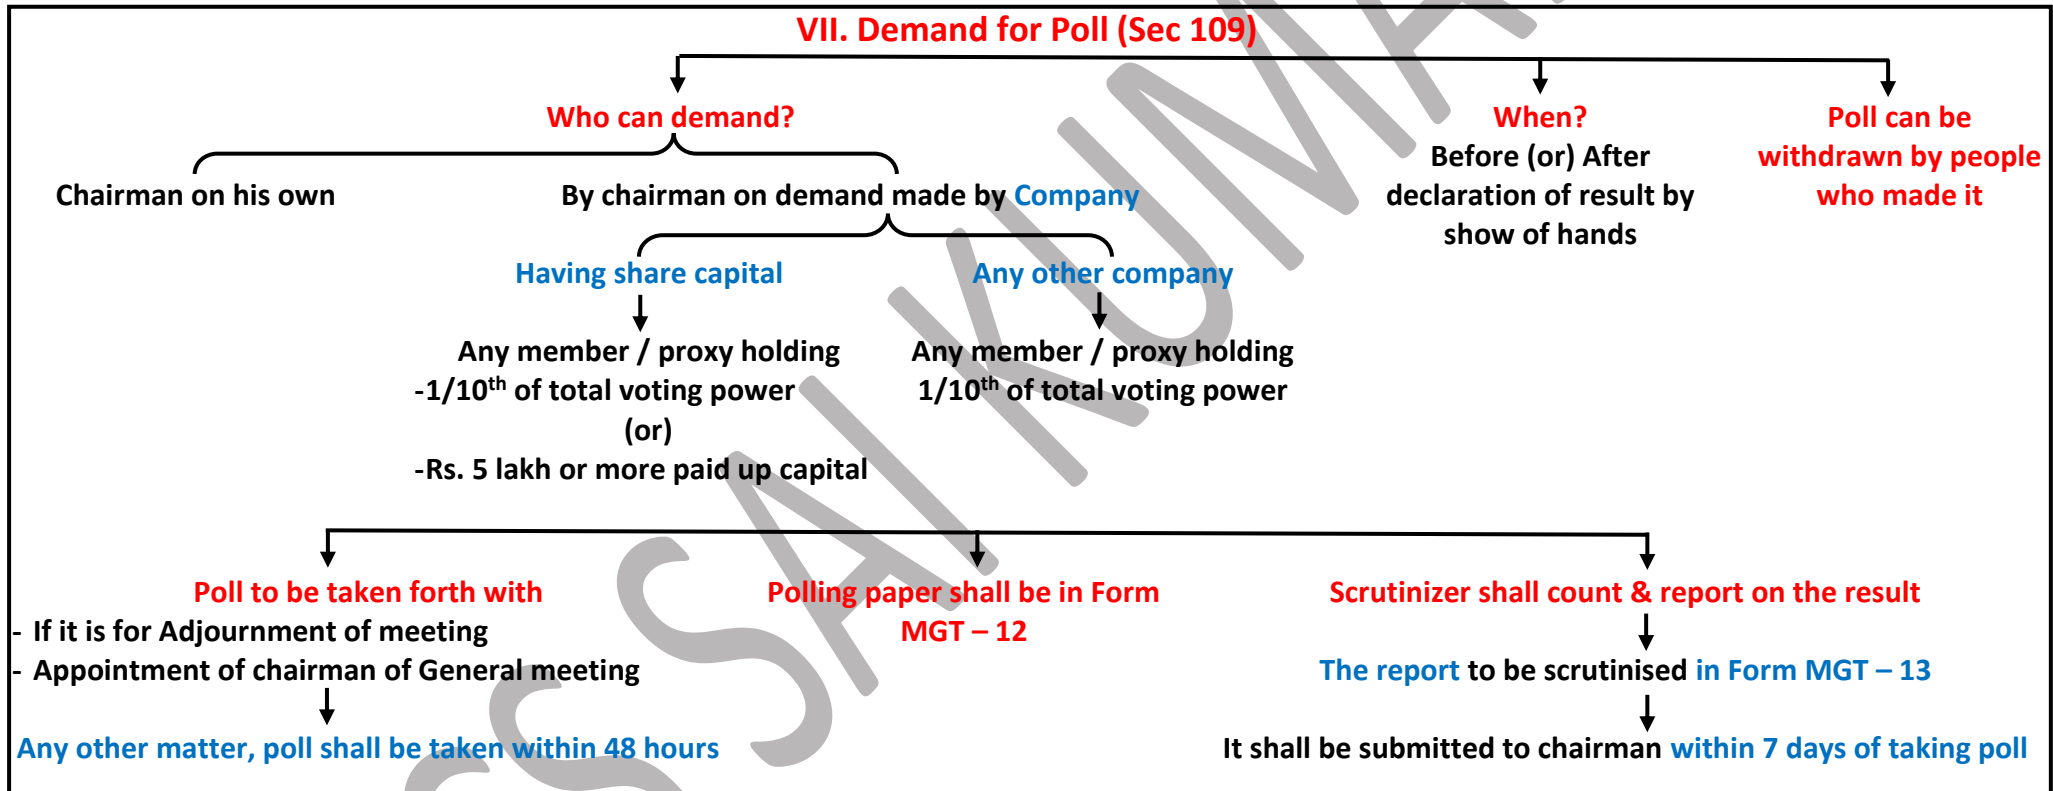 VII. Demand for Poll (Sec 109)
Who can demand?
Chairman on his own
By chairman on demand made by Company
Having share capital
Any member / proxy holding
-1/10th of total voting power
(or)
-Rs. 5 lakh or more paid up capital
Any other company
Any member / proxy holding
1/10th of total voting power
When?
Before (or) After
declaration of result by
show of hands
Poll can be
withdrawn by people
who made it
Poll to be taken forth with
- If it is for Adjournment of meeting
- Appointment of chairman of General meeting
Any other matter, poll shall be taken within 48 hours
Polling paper shall be in Form
MGT – 12
Scrutinizer shall count & report on the result
The report to be scrutinised in Form MGT – 13
It shall be submitted to chairman within 7 days of taking poll
SS SAI KUMA